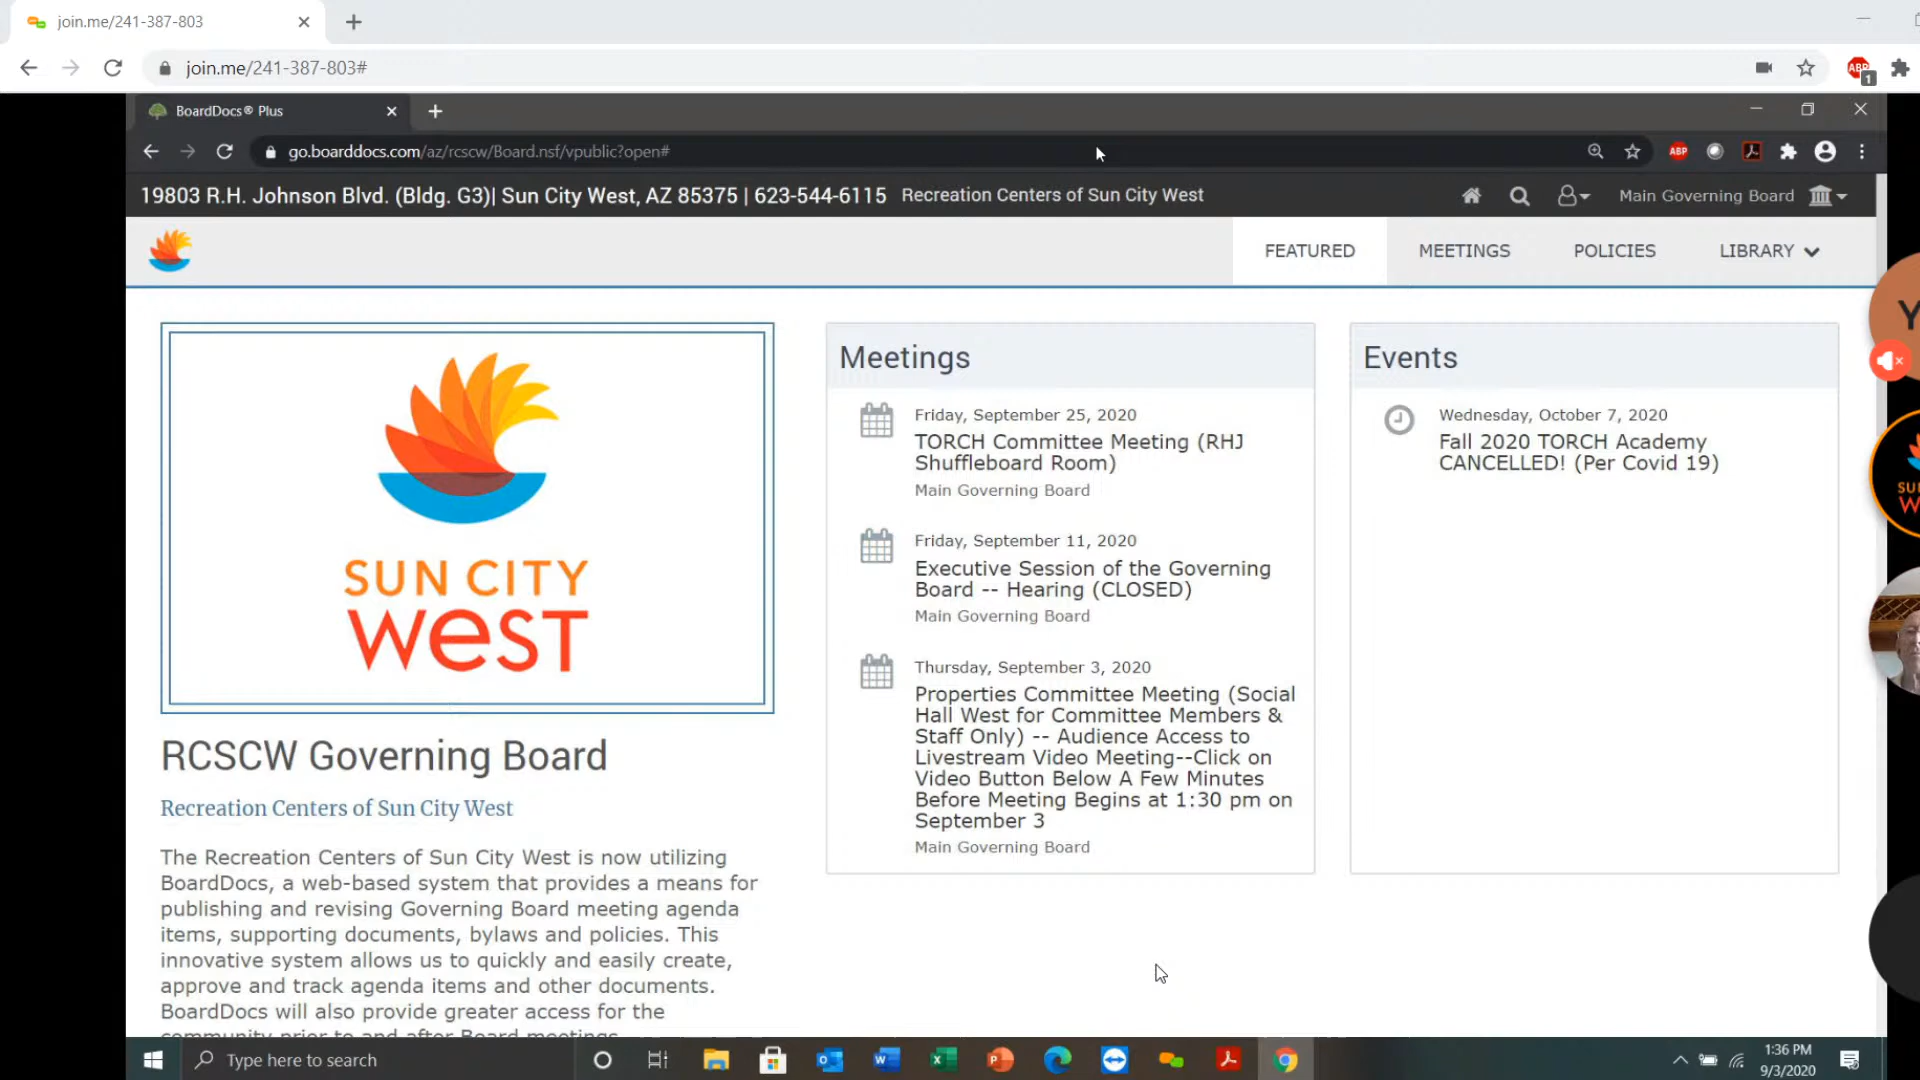 join.me/241-387-803
join.me/241-387-803#
ABP
1
BoardDocs® Plus
go.boarddocs.com/az/rcscw/Board.nsf/vpublic?open#
ABP
19803 R.H. Johnson Blvd. (Bldg. G3)| Sun City West, AZ 85375 | 623-544-6115 Recreation Centers of Sun City West
Main Governing Board
FEATURED MEETINGS POLICIES LIBRARY
SUN CITY
WEST
RCSCW Governing Board
Recreation Centers of Sun City West
The Recreation Centers of Sun City West is now utilizing
BoardDocs, a web-based system that provides a means for
publishing and revising Governing Board meeting agenda
items, supporting documents, bylaws and policies. This
innovative system allows us to quickly and easily create,
approve and track agenda items and other documents.
BoardDocs will also provide greater access for the
community prior to and after Board meetings.
Meetings
Friday, September 25, 2020
TORCH Committee Meeting (RHJ
Shuffleboard Room)
Main Governing Board
Friday, September 11, 2020
Executive Session of the Governing
Board -- Hearing (CLOSED)
Main Governing Board
Thursday, September 3, 2020
Properties Committee Meeting (Social
Hall West for Committee Members &
Staff Only) -- Audience Access to
Livestream Video Meeting--Click on
Video Button Below A Few Minutes
Before Meeting Begins at 1:30 pm on
September 3
Main Governing Board
Events
Wednesday, October 7, 2020
Fall 2020 TORCH Academy
CANCELLED! (Per Covid 19)
Y
SU
W
Type here to search
1:36 PM
9/3/2020